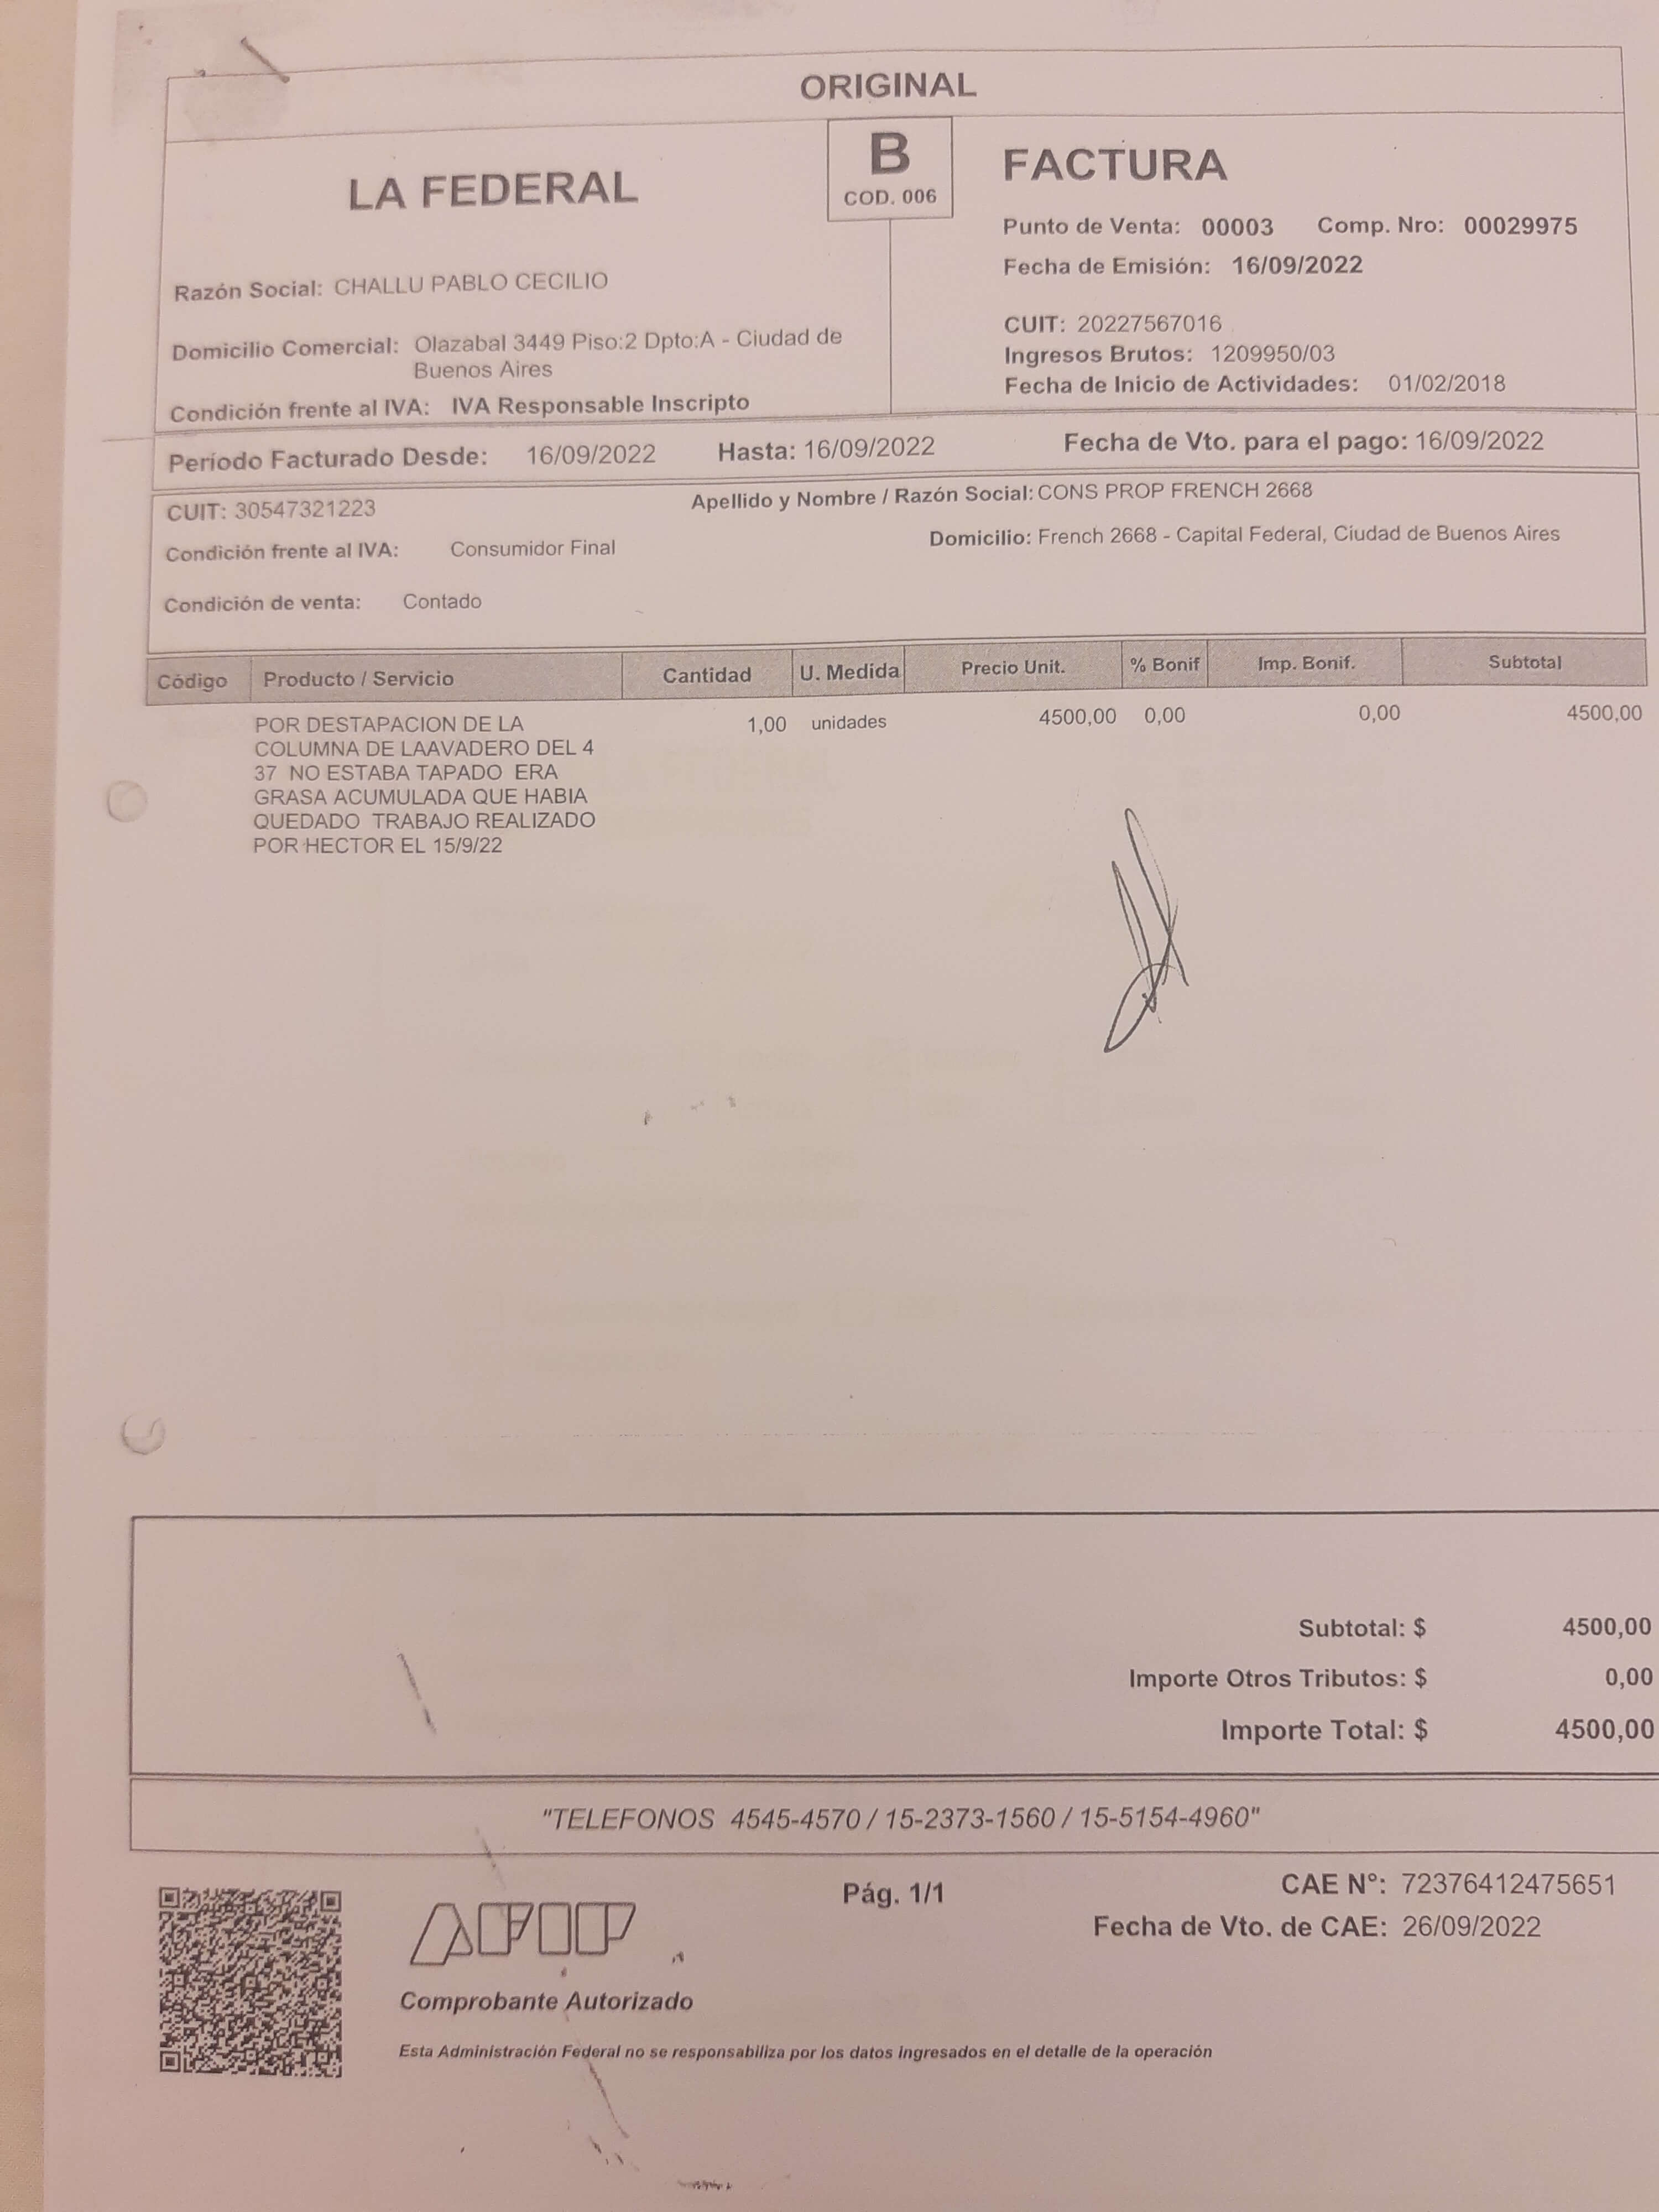 ORIGINAL
LA FEDERAL
B
COD. 006
FACTURA
Punto de Venta: 00003 Comp. Nro: 00029975
Fecha de Emisión: 16/09/2022
Razón Social: CHALLU PABLO CECILIO
Domicilio Comercial: Olazabal 3449 Piso:2 Dpto:A - Ciudad de
Buenos Aires
Condición frente al IVA: IVA Responsable Inscripto
CUIT: 20227567016
Ingresos Brutos: 1209950/03
Fecha de Inicio de Actividades: 01/02/2018
Período Facturado Desde: 16/09/2022 Hasta: 16/09/2022 Fecha de Vto. para el pago: 16/09/2022
CUIT: 30547321223 Apellido y Nombre / Razón Social: CONS PROP FRENCH 2668
Condición frente al IVA: Consumidor Final Domicilio: French 2668 - Capital Federal, Ciudad de Buenos Aires
Condición de venta: Contado
Código Producto / Servicio Cantidad U. Medida Precio Unit. % Bonif Imp. Bonif. Subtotal
POR DESTAPACION DE LA 1,00 unidades 4500,00 0,00 0,00 4500,00
COLUMNA DE LAAVADERO DEL 4
37 NO ESTABA TAPADO ERA
GRASA ACUMULADA QUE HABIA
QUEDADO TRABAJO REALIZADO
POR HECTOR EL 15/9/22
Subtotal: $ 4500,00
Importe Otros Tributos: $ 0,00
Importe Total: $ 4500,00
"TELEFONOS 4545-4570 / 15-2373-1560 / 15-5154-4960"
AFIP
Pág. 1/1
CAE N°: 72376412475651
Fecha de Vto. de CAE: 26/09/2022
Comprobante Autorizado
Esta Administración Federal no se responsabiliza por los datos ingresados en el detalle de la operación